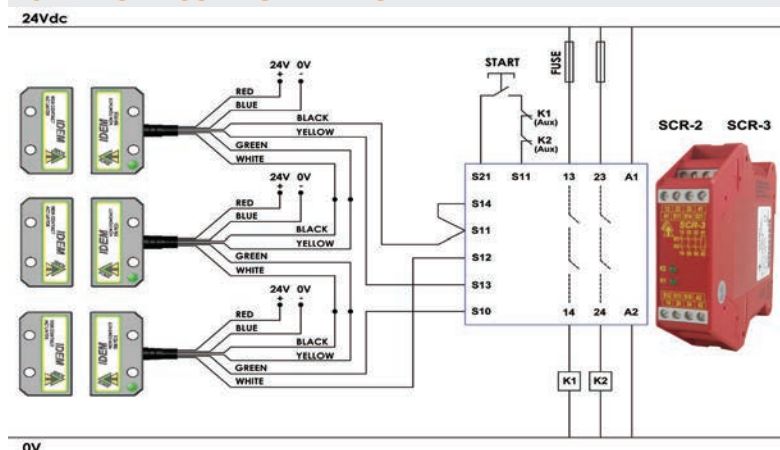 24Vdc
24V 0V
+ -
RED
BLUE
BLACK
YELLOW
GREEN
WHITE
24V 0V
+ -
RED
BLUE
BLACK
YELLOW
GREEN
WHITE
24V 0V
+ -
RED
BLUE
BLACK
YELLOW
GREEN
WHITE
IDEM
IDEM
IDEM
IDEM
IDEM
IDEM
START
K1
(Aux)
K2
(Aux)
FUSE
S21 S11 13 23 A1
S14
S11
S12
S13
S10
14 24 A2
K1 K2
SCR-2 SCR-3
SCR-3
0V